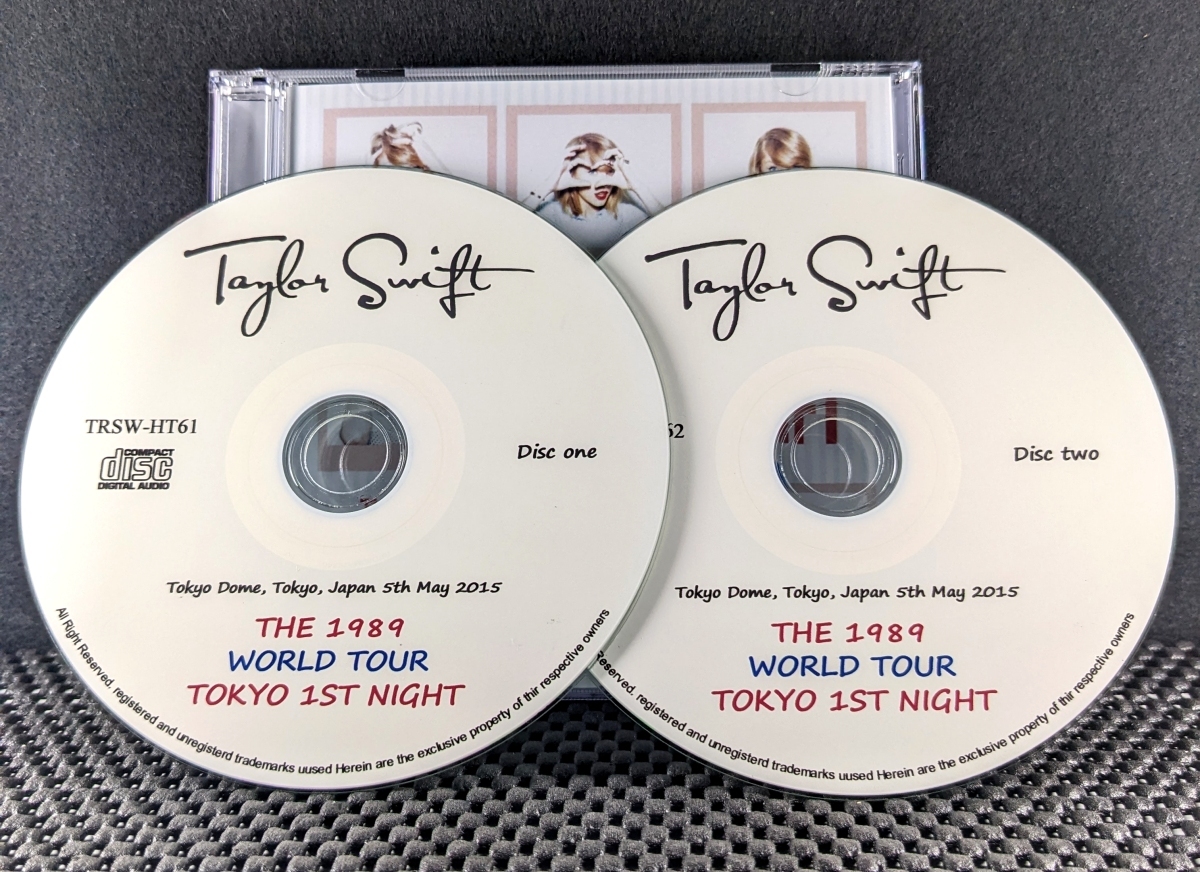 Taylor Swift
TRSW-HT61
COMPACT
disc
DIGITAL AUDIO
Disc one
Tokyo Dome, Tokyo, Japan 5th May 2015
THE 1989
WORLD TOUR
TOKYO 1ST NIGHT
All Right Reserved, registered and unregisterd trademarks uused Herein are the exclusive property of thir respective owners
Taylor Swift
62
Disc two
Tokyo Dome, Tokyo, Japan 5th May 2015
THE 1989
WORLD TOUR
TOKYO 1ST NIGHT
Reserved, registered and unregisterd trademarks uused Herein are the exclusive property of thir respective owners